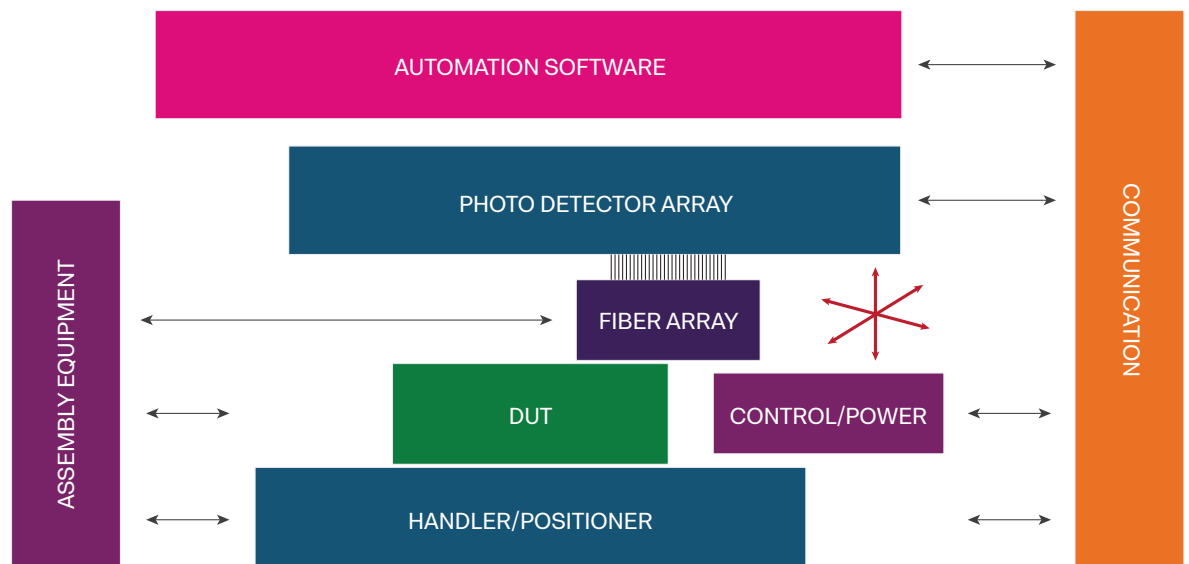 AUTOMATION SOFTWARE
PHOTO DETECTOR ARRAY
COMMUNICATION
ASSEMBLY EQUIPMENT
FIBER ARRAY
DUT
CONTROL/POWER
HANDLER/POSITIONER